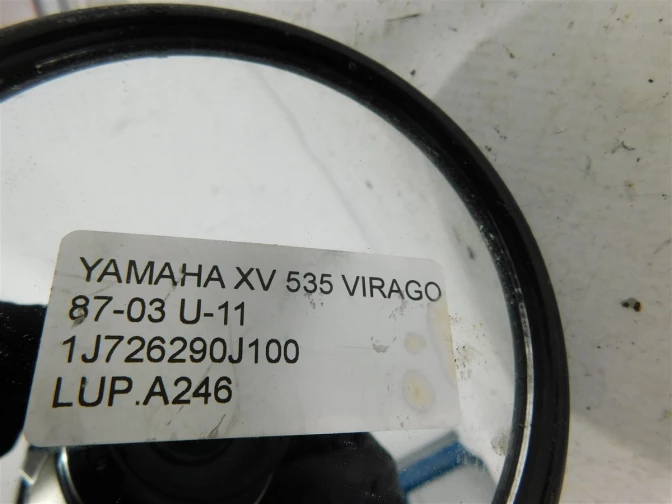 YAMAHA XV 535 VIRAGO
87-03 U-11
1J726290J100
LUP.A246